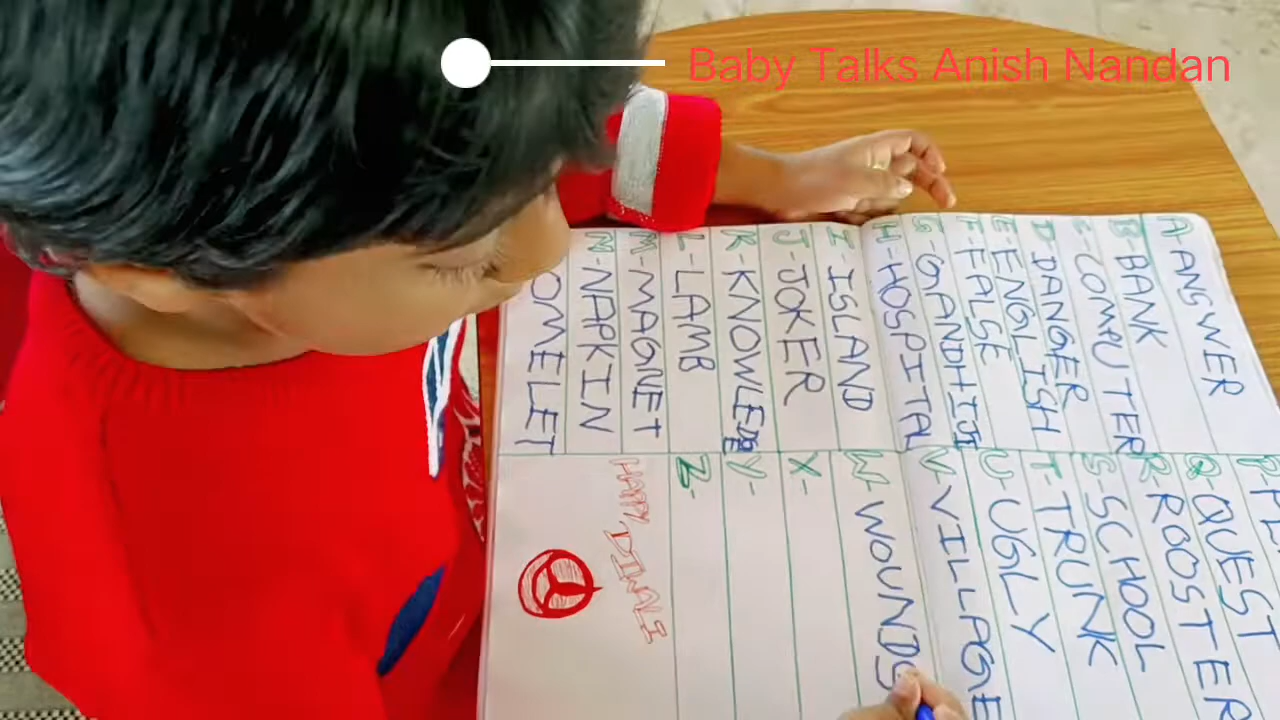 Baby Talks Anish Nandan
A-ANSWER
B-BANK
C-COMPUTER
D-DANGER
E-ENGLISH
F-FALSE
G-GANDHIJI
H-HOSPITAL
I-ISLAND
J-JOKER
K-KNOWLEDGE
L-LAMB
M-MAGNET
N-NAPKIN
OMELET
P-
Q-QUEST
R-ROOSTER
S-SCHOOL
T-TRUNK
U-UGLY
V-VILLAGE
W-WOUNDS
X-
Y-
Z-
HAPPY DIWALI